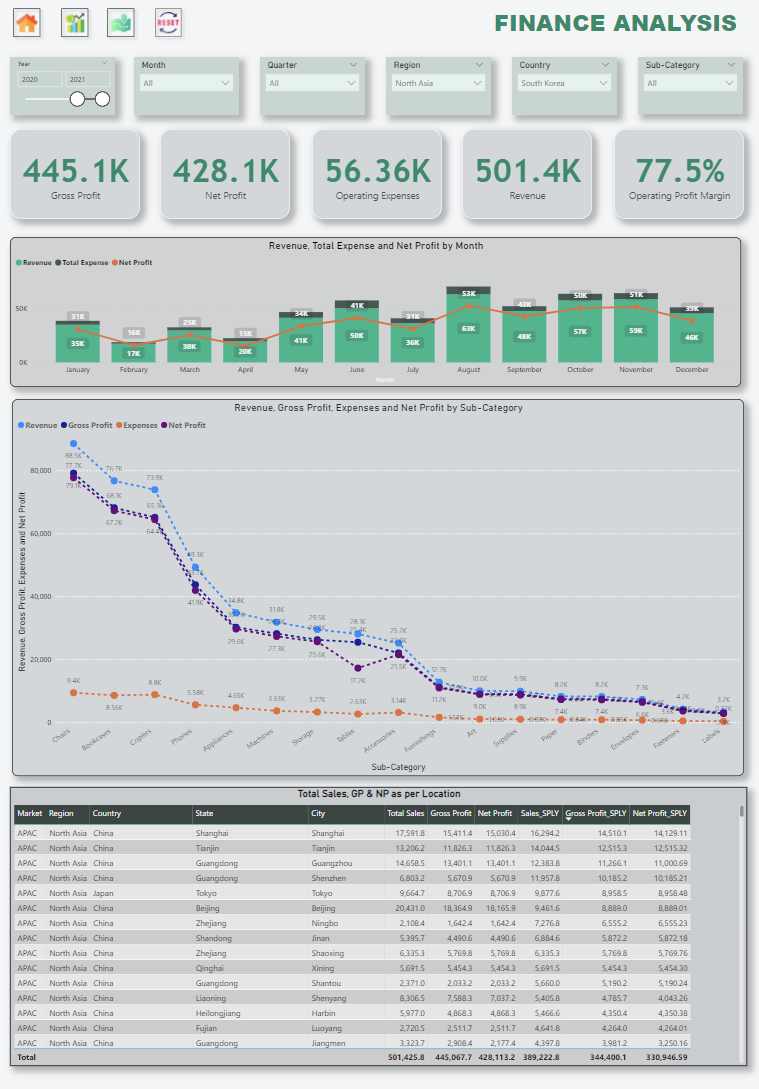 RESET
FINANCE ANALYSIS
Year
2020 2021
Month
All
Quarter
All
Region
North Asia
Country
South Korea
Sub-Category
All
445.1K
Gross Profit
428.1K
Net Profit
56.36K
Operating Expenses
501.4K
Revenue
77.5%
Operating Profit Margin
Revenue, Total Expense and Net Profit by Month
Revenue Total Expense Net Profit
50K
0K
31K 16K 25K 15K 34K 41K 31K 53K 43K 50K 51K 39K
35K 17K 30K 20K 41K 50K 36K 63K 48K 57K 59K 46K
January February March April May June July August September October November December
Month
Revenue, Gross Profit, Expenses and Net Profit by Sub-Category
Revenue Gross Profit Expenses Net Profit
Revenue, Gross Profit, Expenses and Net Profit
80,000
60,000
40,000
20,000
0
88.5K 76.7K 73.9K 49.3K 34.8K 31.8K 29.5K 28.1K 25.2K 12.7K 10.0K 9.9K 8.2K 8.2K 7.3K 4.2K 3.2K
77.7K 68.1K 65.1K
79.1K 67.2K 64.4K 41.9K 29.6K 27.3K 25.6K 17.2K 21.5K 11.2K 9.0K 8.9K 7.4K 7.4K 6.6K
9.4K 8.56K 8.8K 5.58K 4.65K 3.63K 3.27K 2.63K 3.14K
Chairs Bookcases Copiers Phones Appliances Machines Storage Tables Accessories Furnishings Art Supplies Paper Binders Envelopes Fasteners Labels
Sub-Category
Total Sales, GP & NP as per Location
Market Region Country State City Total Sales Gross Profit Net Profit Sales_SPLY Gross Profit_SPLY Net Profit_SPLY
APAC North Asia China Shanghai Shanghai 17,591.8 15,411.4 15,030.4 16,294.2 14,510.1 14,129.11
APAC North Asia China Tianjin Tianjin 13,206.2 11,826.3 11,826.3 14,044.5 12,515.3 12,515.32
APAC North Asia China Guangdong Guangzhou 14,658.5 13,401.1 13,401.1 12,383.8 11,266.1 11,000.69
APAC North Asia China Guangdong Shenzhen 6,803.2 5,670.9 5,670.9 11,957.8 10,185.2 10,185.21
APAC North Asia Japan Tokyo Tokyo 9,664.7 8,706.9 8,706.9 9,877.6 8,958.5 8,958.48
APAC North Asia China Beijing Beijing 20,431.0 18,364.9 18,165.9 9,461.6 8,889.0 8,889.01
APAC North Asia China Zhejiang Ningbo 2,108.4 1,642.4 1,642.4 7,276.8 6,555.2 6,555.23
APAC North Asia China Shandong Jinan 5,395.7 4,490.6 4,490.6 6,884.6 5,872.2 5,872.18
APAC North Asia China Zhejiang Shaoxing 6,335.3 5,769.8 5,769.8 6,335.3 5,769.8 5,769.76
APAC North Asia China Qinghai Xining 5,691.5 5,454.3 5,454.3 5,691.5 5,454.3 5,454.30
APAC North Asia China Guangdong Shantou 2,371.0 2,033.2 2,033.2 5,660.0 5,190.2 5,190.24
APAC North Asia China Liaoning Shenyang 8,306.5 7,588.3 7,037.2 5,405.8 4,785.7 4,043.26
APAC North Asia China Heilongjiang Harbin 5,977.0 4,868.3 4,868.3 5,466.6 4,350.4 4,350.38
APAC North Asia China Fujian Luoyang 2,720.5 2,511.7 2,511.7 4,641.8 4,264.0 4,264.01
APAC North Asia China Guangdong Jiangmen 3,323.7 2,908.4 2,177.4 4,397.8 3,981.2 3,250.16
Total 501,425.8 445,067.7 428,113.2 389,222.8 344,400.1 330,946.59